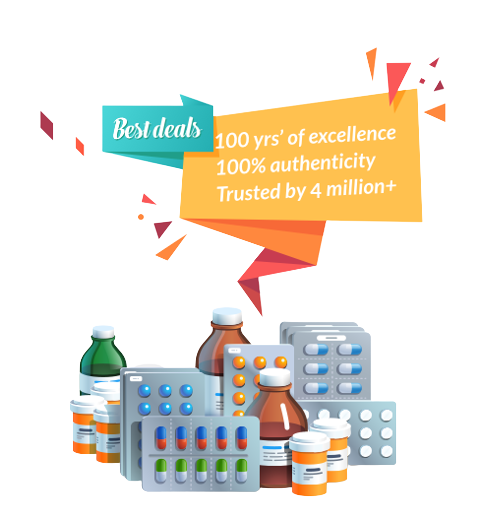 Best deals
100 yrs' of excellence
100% authenticity
Trusted by 4 million+